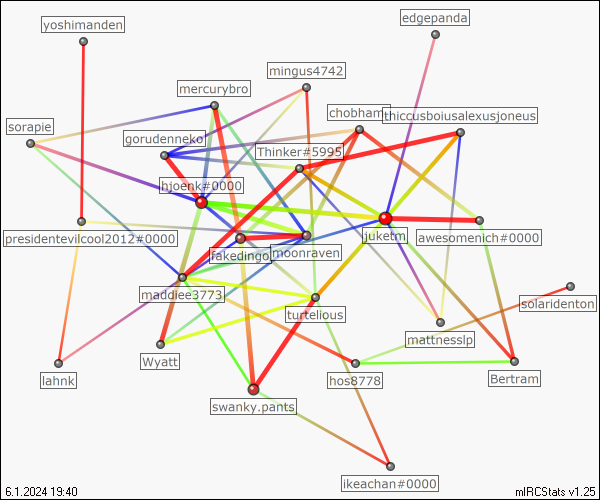 edgepanda
yoshimanden
mingus4742
mercurybro
chobham
thiccusboiusalexusjoneus
sorapie
gorudenneko
Thinker#5995
hjoenk#0000
presidentevilcool2012#0000
fakedingo
moonraven
juketm
awesomenich#0000
maddiee3773
turtelious
solaridenton
mattnesslp
Wyatt
lahnk
hos8778
Bertram
swanky.pants
ikeachan#0000
6.1.2024 19:40
mIRCStats v1.25